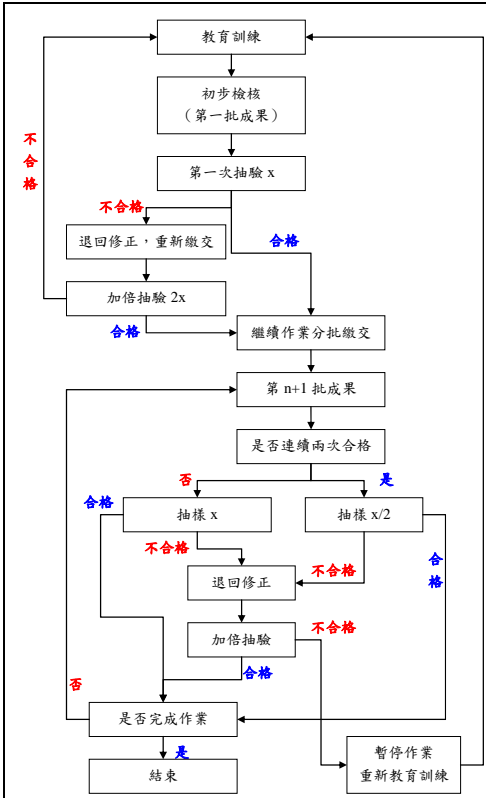 教育訓練
初步檢核
（第一批成果）
不
合
格
第一次抽驗 x
不合格
退回修正，重新繳交
合格
加倍抽驗 2x
合格
繼續作業分批繳交
第 n+1 批成果
是否連續兩次合格
否
是
合格
抽樣 x
抽樣 x/2
不合格
合
格
不合格
退回修正
加倍抽驗
不合格
合格
否
是否完成作業
是
結束
暫停作業
重新教育訓練